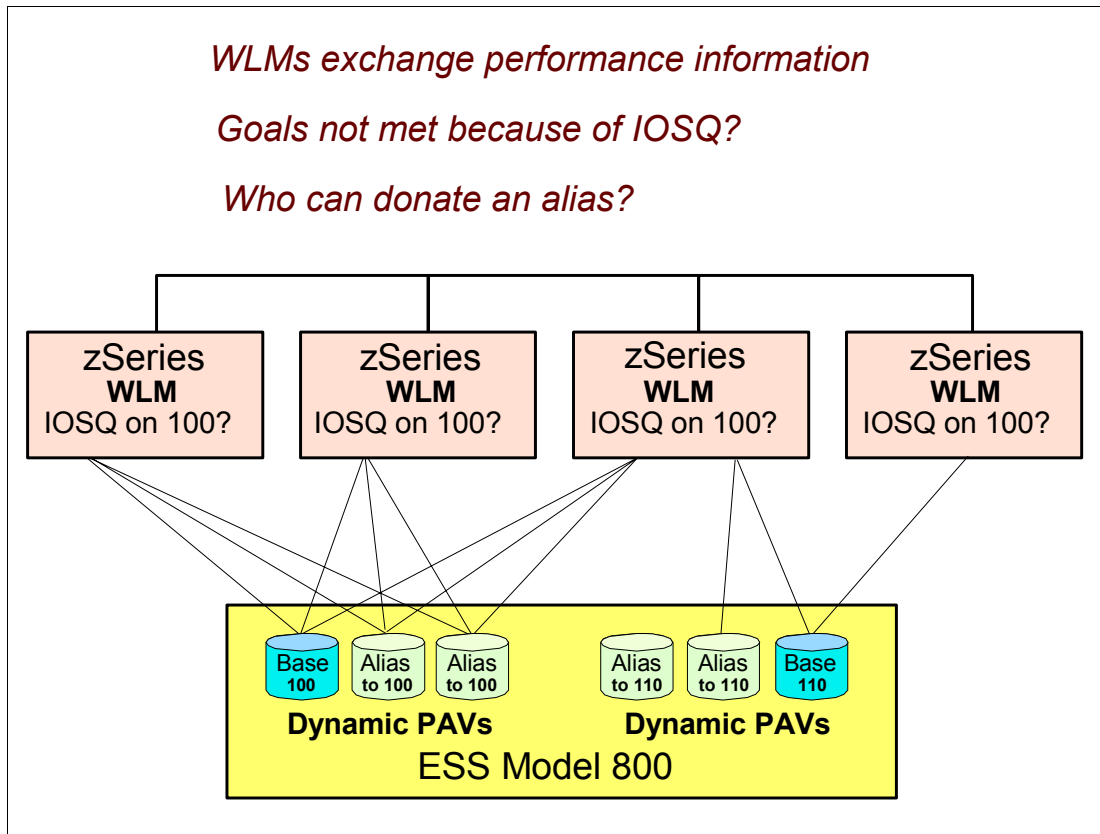 WLMs exchange performance information
Goals not met because of IOSQ?
Who can donate an alias?
zSeries
WLM
IOSQ on 100?
zSeries
WLM
IOSQ on 100?
zSeries
WLM
IOSQ on 100?
zSeries
WLM
IOSQ on 100?
Base
100
Alias
to 100
Alias
to 100
Alias
to 110
Alias
to 110
Base
110
Dynamic PAVs
Dynamic PAVs
ESS Model 800